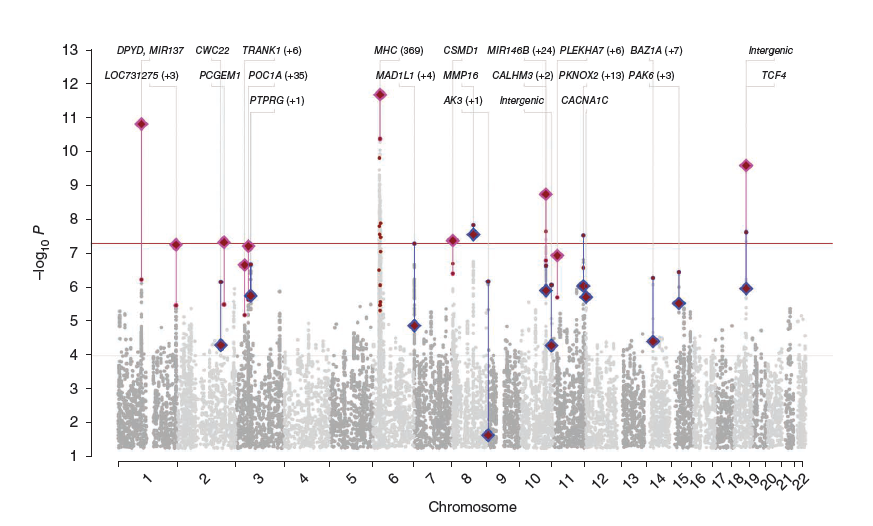 DPYD, MIR137 CWC22 TRANK1 (+6) MHC (369) CSMD1 MIR146B (+24) PLEKHA7 (+6) BAZ1A (+7) Intergenic
LOC731275 (+3) PCGEM1 POC1A (+35) MAD1L1 (+4) MMP16 CALHM3 (+2) PKNOX2 (+13) PAK6 (+3) TCF4
PTPRG (+1) AK3 (+1) Intergenic CACNA1C
13
12
11
10
9
8
7
6
5
4
3
2
1
–log10 P
1 2 3 4 5 6 7 8 9 10 11 12 13 14 15 16 17 18 19 20 21 22
Chromosome